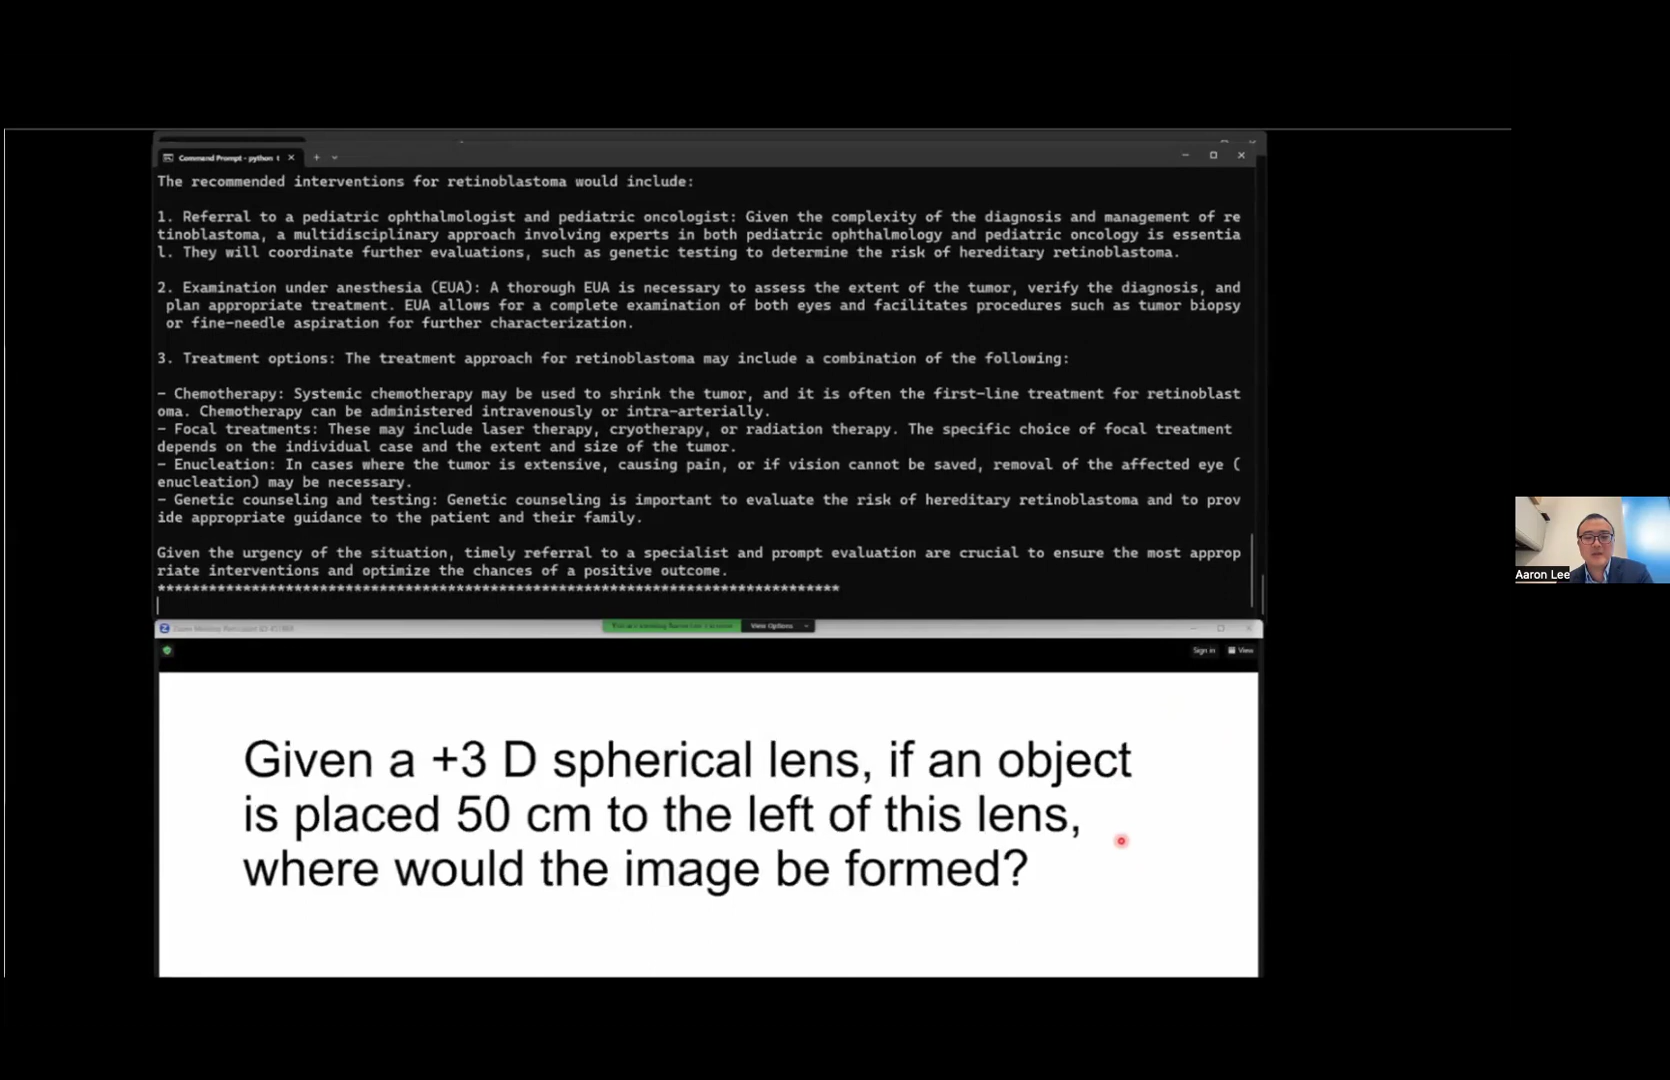 Command Prompt - python t
The recommended interventions for retinoblastoma would include:
1. Referral to a pediatric ophthalmologist and pediatric oncologist: Given the complexity of the diagnosis and management of re
tinoblastoma, a multidisciplinary approach involving experts in both pediatric ophthalmology and pediatric oncology is essentia
l. They will coordinate further evaluations, such as genetic testing to determine the risk of hereditary retinoblastoma.
2. Examination under anesthesia (EUA): A thorough EUA is necessary to assess the extent of the tumor, verify the diagnosis, and
plan appropriate treatment. EUA allows for a complete examination of both eyes and facilitates procedures such as tumor biopsy
or fine-needle aspiration for further characterization.
3. Treatment options: The treatment approach for retinoblastoma may include a combination of the following:
- Chemotherapy: Systemic chemotherapy may be used to shrink the tumor, and it is often the first-line treatment for retinoblast
oma. Chemotherapy can be administered intravenously or intra-arterially.
- Focal treatments: These may include laser therapy, cryotherapy, or radiation therapy. The specific choice of focal treatment
depends on the individual case and the extent and size of the tumor.
- Enucleation: In cases where the tumor is extensive, causing pain, or if vision cannot be saved, removal of the affected eye (
enucleation) may be necessary.
- Genetic counseling and testing: Genetic counseling is important to evaluate the risk of hereditary retinoblastoma and to prov
ide appropriate guidance to the patient and their family.
Given the urgency of the situation, timely referral to a specialist and prompt evaluation are crucial to ensure the most approp
riate interventions and optimize the chances of a positive outcome.
********************************************************************************
Aaron Lee
View Options
Sign in View
Given a +3 D spherical lens, if an object
is placed 50 cm to the left of this lens,
where would the image be formed?